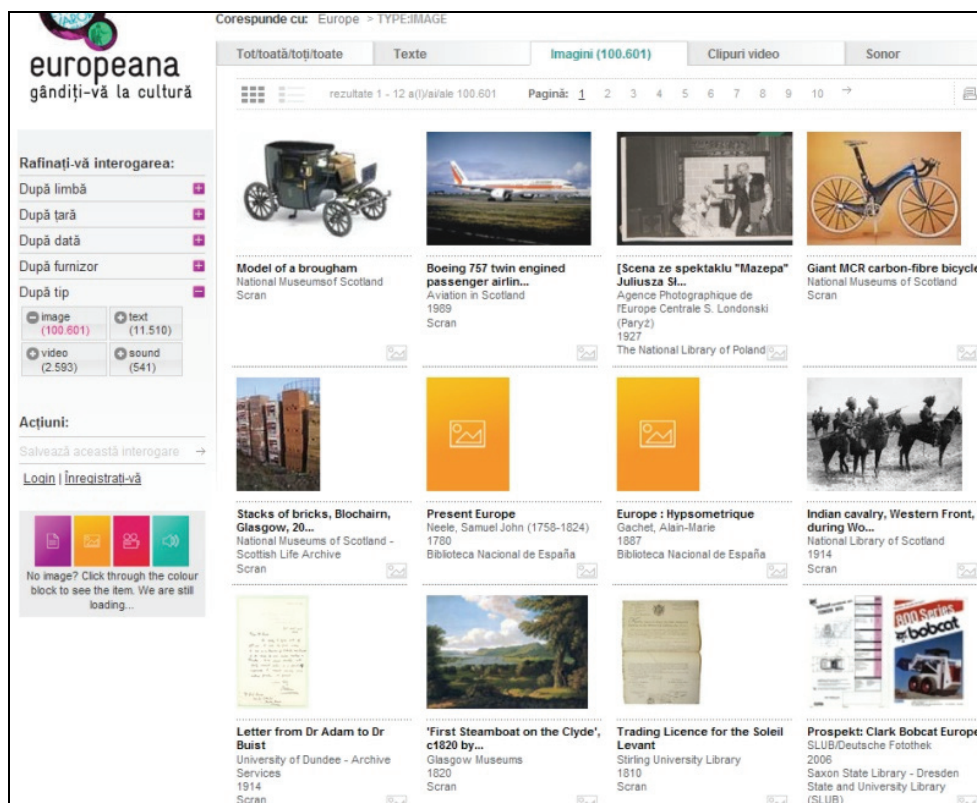 Corespunde cu: Europe > TYPE:IMAGE
europeana
gândiți-vă la cultură
Tot/toată/toți/toate Texte Imagini (100.601) Clipuri video Sonor
rezultate 1 - 12 a(l)/ai/ale 100.601 Pagină: 1 2 3 4 5 6 7 8 9 10 →
Rafinați-vă interogarea:
După limbă
După țară
După dată
După furnizor
După tip
image
(100.601)
text
(11.510)
video
(2.593)
sound
(541)
Acțiuni:
Salvează această interogare →
Login | Înregistrați-vă
No image? Click through the colour
block to see the item. We are still
loading...
Model of a brougham
National Museumsof Scotland
Scran
Boeing 757 twin engined
passenger airlin...
Aviation in Scotland
1989
Scran
[Scena ze spektaklu "Mazepa"
Juliusza Sł...
Agence Photographique de
l'Europe Centrale S. Londonski
(Paryż)
1927
The National Library of Poland
Giant MCR carbon-fibre bicycle
National Museums of Scotland
Scran
Stacks of bricks, Blochairn,
Glasgow, 20...
National Museums of Scotland -
Scottish Life Archive
Scran
Present Europe
Neele, Samuel John (1758-1824)
1780
Biblioteca Nacional de España
Europe : Hypsometrique
Gachet, Alain-Marie
1887
Biblioteca Nacional de España
Indian cavalry, Western Front,
during Wo...
National Library of Scotland
1914
Scran
800 Series
bobcat
Letter from Dr Adam to Dr
Buist
University of Dundee - Archive
Services
1914
Scran
'First Steamboat on the Clyde',
c1820 by...
Glasgow Museums
1820
Scran
Trading Licence for the Soleil
Levant
Stirling University Library
1810
Scran
Prospekt: Clark Bobcat Europe
SLUB/Deutsche Fotothek
2006
Saxon State Library - Dresden
State and University Library
(SLUB)